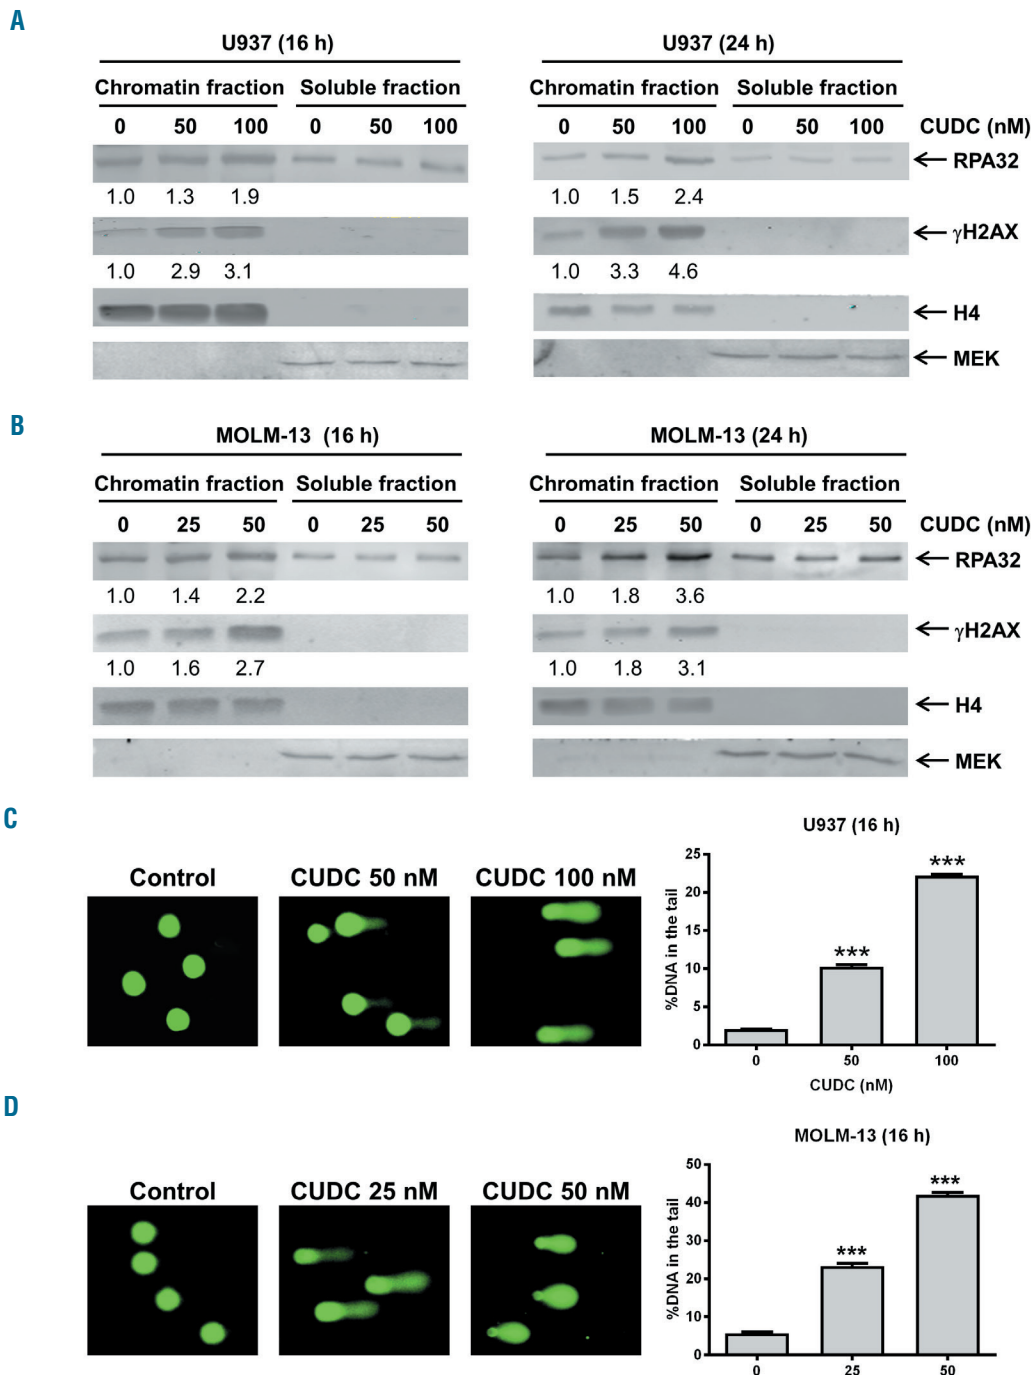 A
U937 (16 h)
U937 (24 h)
Chromatin fraction Soluble fraction
Chromatin fraction Soluble fraction
0 50 100 0 50 100
0 50 100 0 50 100 CUDC (nM)
← RPA32
1.0 1.3 1.9
1.0 1.5 2.4
← γH2AX
1.0 2.9 3.1
1.0 3.3 4.6
← H4
← MEK
B
MOLM-13 (16 h)
MOLM-13 (24 h)
Chromatin fraction Soluble fraction
Chromatin fraction Soluble fraction
0 25 50 0 25 50
0 25 50 0 25 50 CUDC (nM)
← RPA32
1.0 1.4 2.2
1.0 1.8 3.6
← γH2AX
1.0 1.6 2.7
1.0 1.8 3.1
← H4
← MEK
C
Control
CUDC 50 nM
CUDC 100 nM
U937 (16 h)
%DNA in the tail
25
20
15
10
5
0
***
***
0 50 100
CUDC (nM)
D
Control
CUDC 25 nM
CUDC 50 nM
MOLM-13 (16 h)
%DNA in the tail
50
40
30
20
10
0
***
***
0 25 50